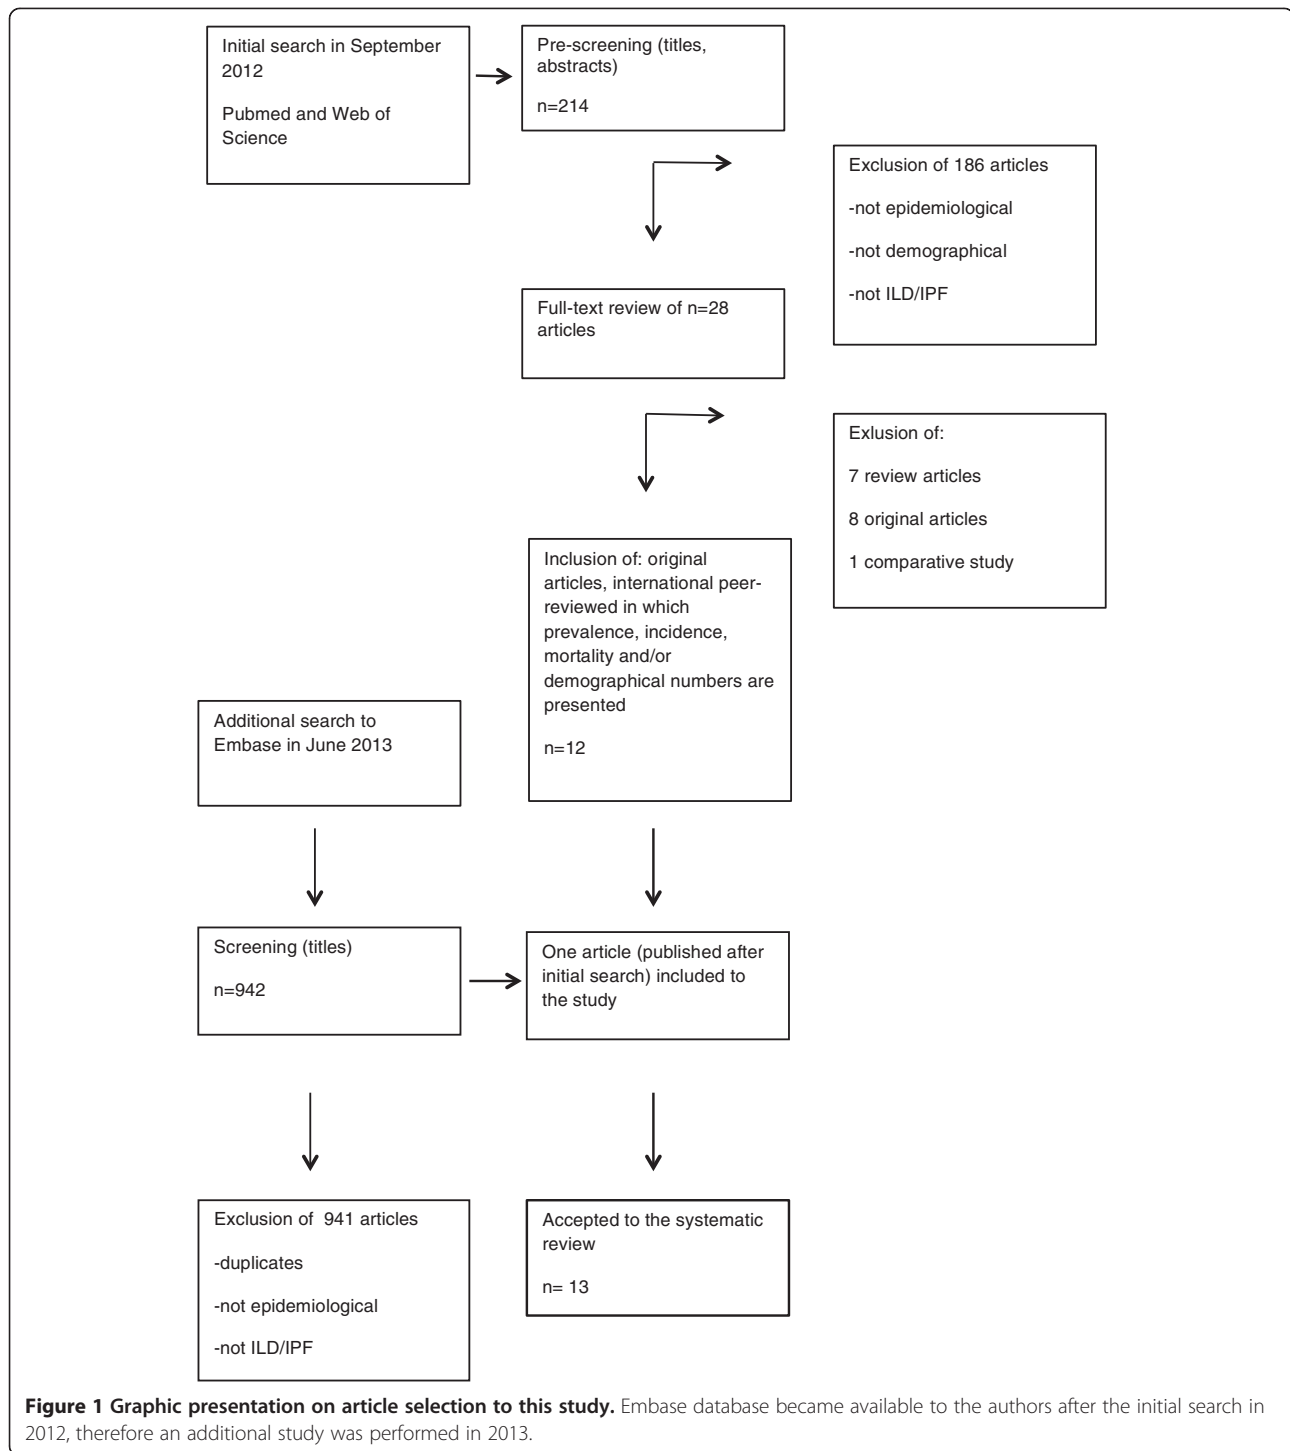 Initial search in September
2012
Pubmed and Web of
Science
Pre-screening (titles,
abstracts)
n=214
Exclusion of 186 articles
-not epidemiological
-not demographical
-not ILD/IPF
Full-text review of n=28
articles
Exlusion of:
7 review articles
8 original articles
1 comparative study
Inclusion of: original
articles, international peer-
reviewed in which
prevalence, incidence,
mortality and/or
demographical numbers are
presented
n=12
Additional search to
Embase in June 2013
Screening (titles)
n=942
One article (published after
initial search) included to
the study
Exclusion of 941 articles
-duplicates
-not epidemiological
-not ILD/IPF
Accepted to the systematic
review
n= 13
Figure 1 Graphic presentation on article selection to this study. Embase database became available to the authors after the initial search in
2012, therefore an additional study was performed in 2013.